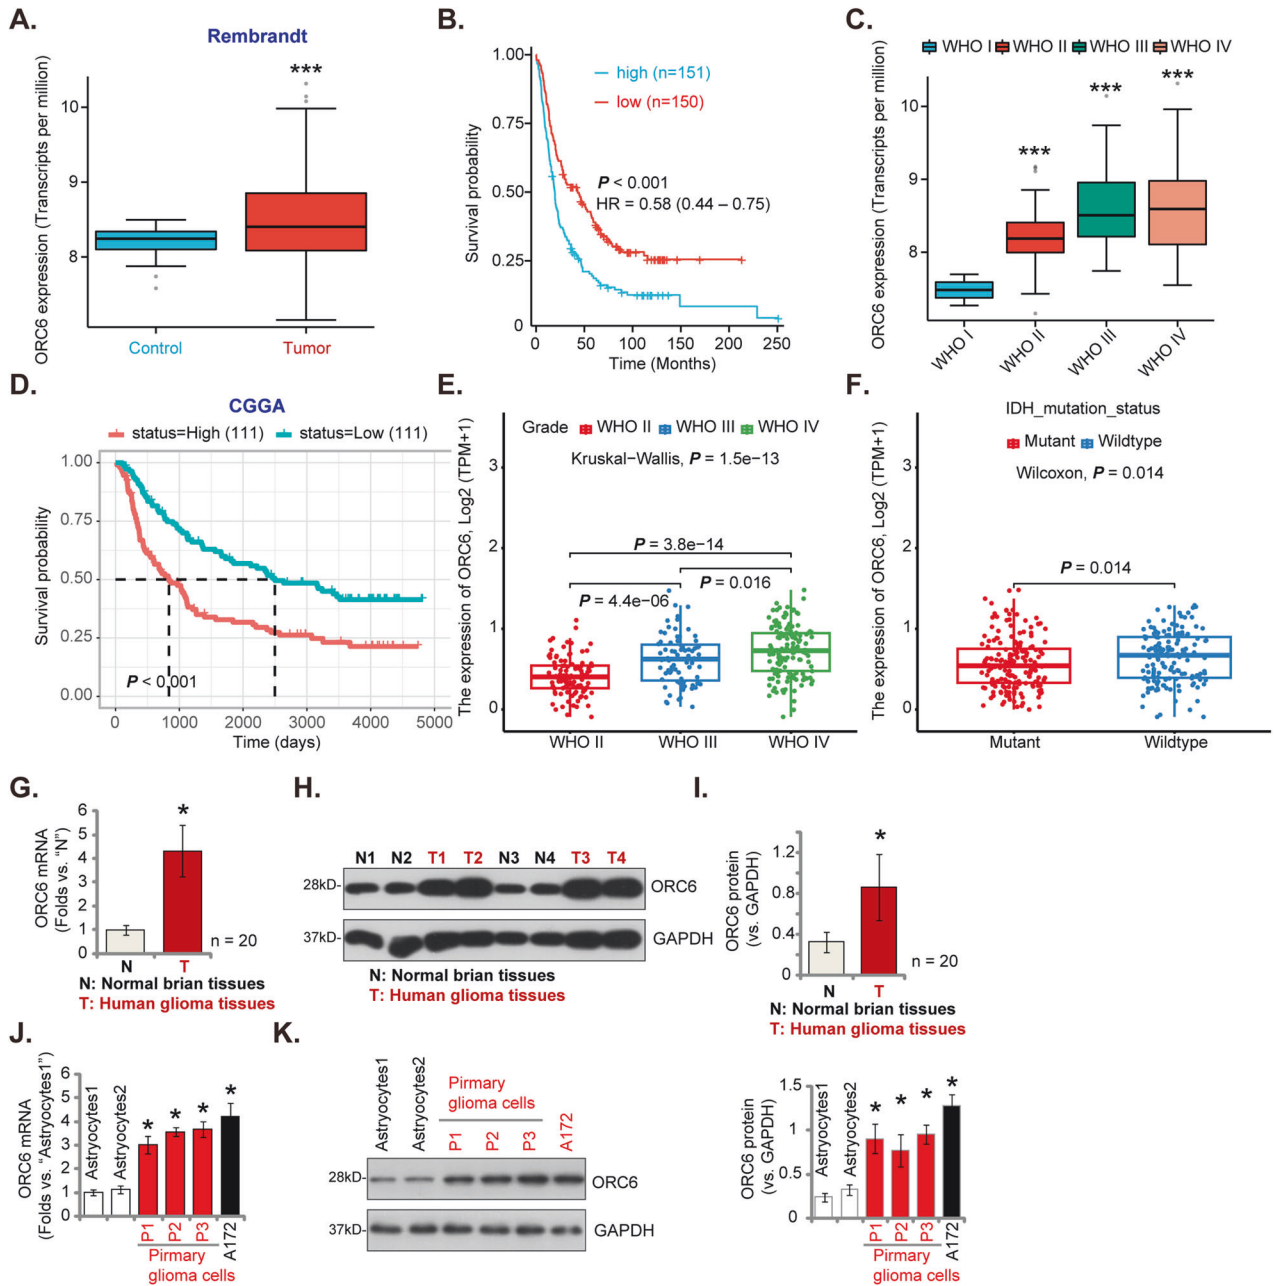 A.
Rembrandt
ORC6 expression (Transcripts per million)
10
9
8
***
Control
Tumor
B.
Survival probability
1.00
0.75
0.50
0.25
0
high (n=151)
low (n=150)
P < 0.001
HR = 0.58 (0.44 – 0.75)
0 50 100 150 200 250
Time (Months)
C.
WHO I WHO II WHO III WHO IV
ORC6 expression (Transcripts per million)
10
9
8
***
***
***
WHO I
WHO II
WHO III
WHO IV
D.
CGGA
status=High (111) status=Low (111)
Survival probability
1.00
0.75
0.50
0.25
0.00
P < 0.001
0 1000 2000 3000 4000 5000
Time (days)
E.
The expression of ORC6, Log2 (TPM+1)
Grade WHO II WHO III WHO IV
Kruskal−Wallis, P = 1.5e−13
3
2
1
0
P = 3.8e−14
P = 0.016
P = 4.4e−06
WHO II WHO III WHO IV
F.
The expression of ORC6, Log2 (TPM+1)
IDH_mutation_status
Mutant Wildtype
Wilcoxon, P = 0.014
3
2
1
0
P = 0.014
Mutant Wildtype
G.
ORC6 mRNA
(Folds vs. “N”)
6
5
4
3
2
1
0
*
N T
n = 20
N: Normal brian tissues
T: Human glioma tissues
H.
N1 N2 T1 T2 N3 N4 T3 T4
28kD- ORC6
37kD- GAPDH
N: Normal brian tissues
T: Human glioma tissues
I.
ORC6 protein
(vs. GAPDH)
1.2
0.8
0.4
0
*
N T
n = 20
N: Normal brian tissues
T: Human glioma tissues
J.
ORC6 mRNA
(Folds vs. “Astryocytes1”)
6
5
4
3
2
1
0
Astryocytes1
Astryocytes2
* * * *
P1 P2 P3 A172
Pirmary
glioma cells
K.
Astryocytes1
Astryocytes2
Pirmary
glioma cells
P1 P2 P3 A172
28kD- ORC6
37kD- GAPDH
ORC6 protein
(vs. GAPDH)
1.5
1
0.5
0
Astryocytes1
Astryocytes2
* * * *
P1 P2 P3 A172
Pirmary
glioma cells